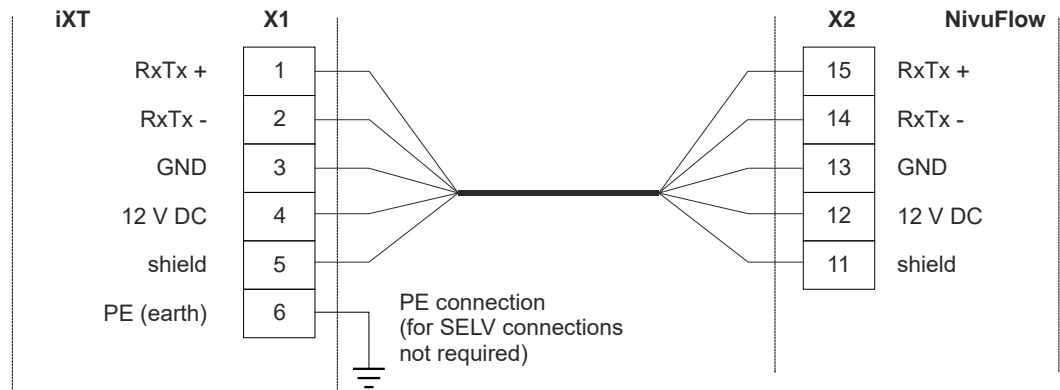 iXT X1 X2 NivuFlow
RxTx + 1 15 RxTx +
RxTx - 2 14 RxTx -
GND 3 13 GND
12 V DC 4 12 12 V DC
shield 5 11 shield
PE (earth) 6
PE connection
(for SELV connections
not required)